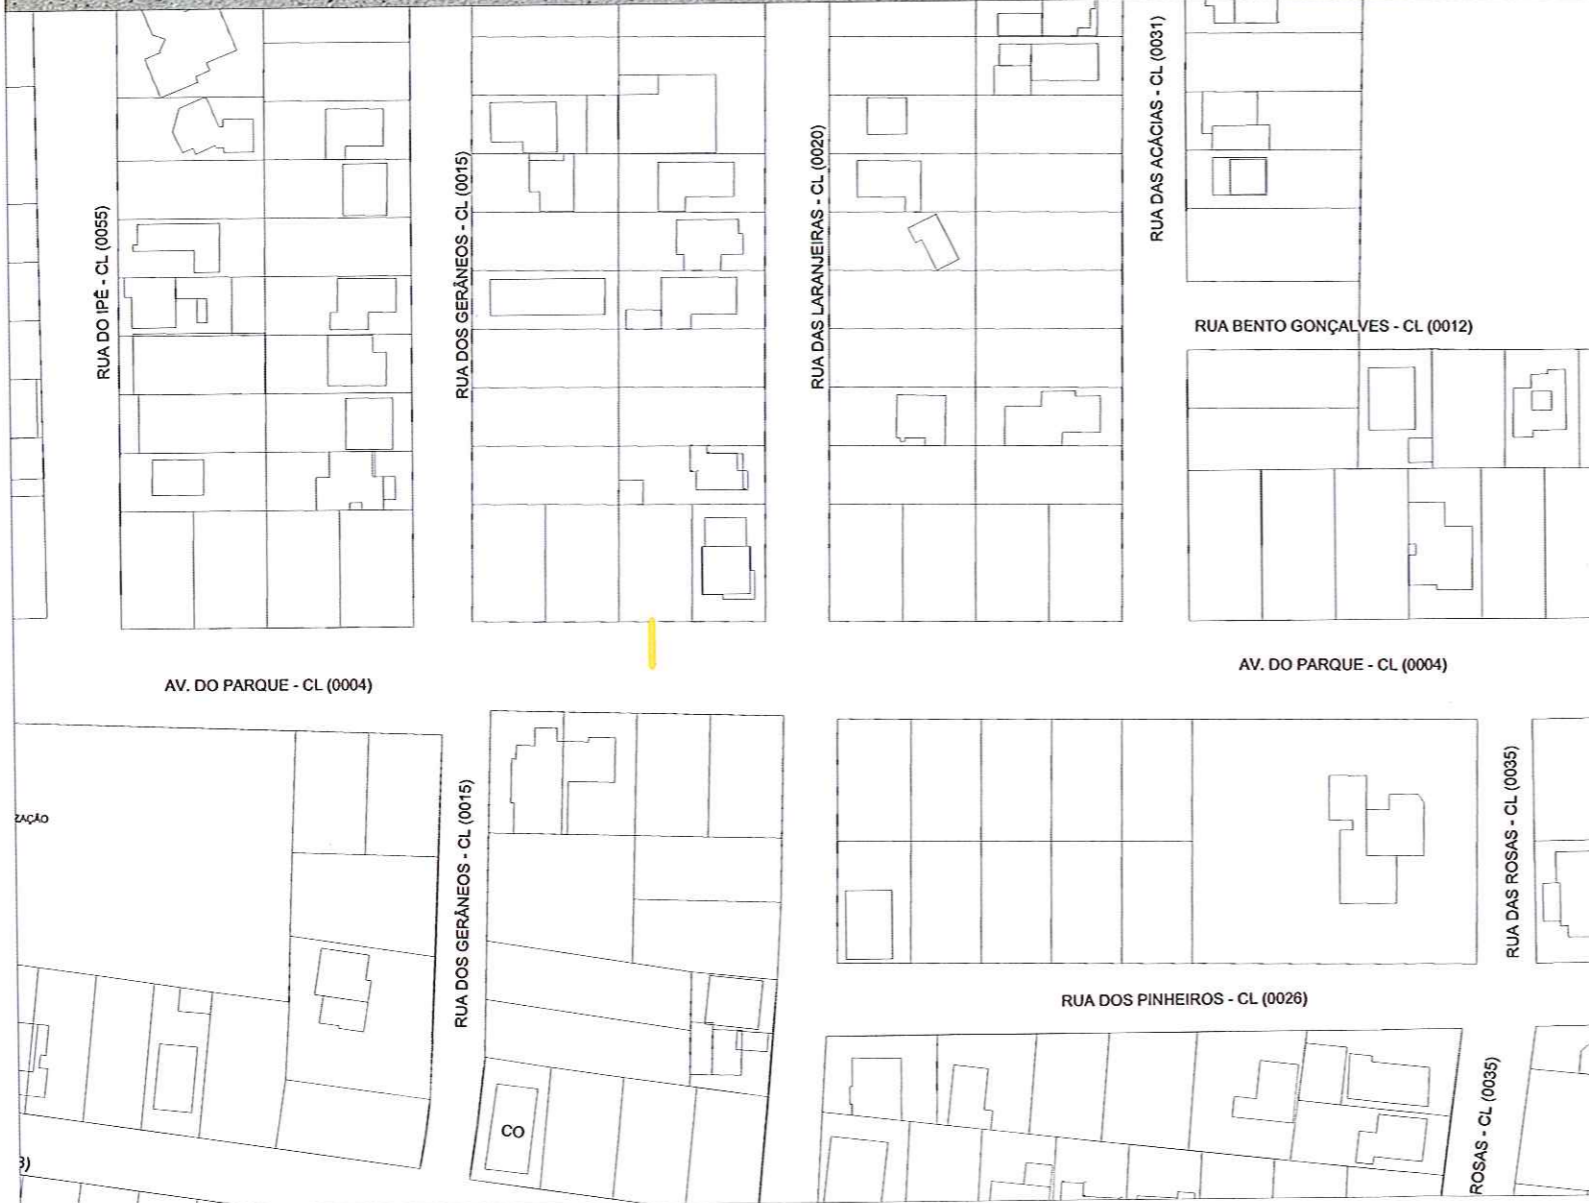 RUA DAS ACÁCIAS - CL (0031)
RUA DO IPÊ - CL (0055)
RUA DOS GERÂNEOS - CL (0015)
RUA DAS LARANJEIRAS - CL (0020)
RUA BENTO GONÇALVES - CL (0012)
AV. DO PARQUE - CL (0004)
AV. DO PARQUE - CL (0004)
ZAÇÃO
RUA DOS GERÂNEOS - CL (0015)
RUA DAS ROSAS - CL (0035)
RUA DOS PINHEIROS - CL (0026)
ROSAS - CL (0035)
CO
3)